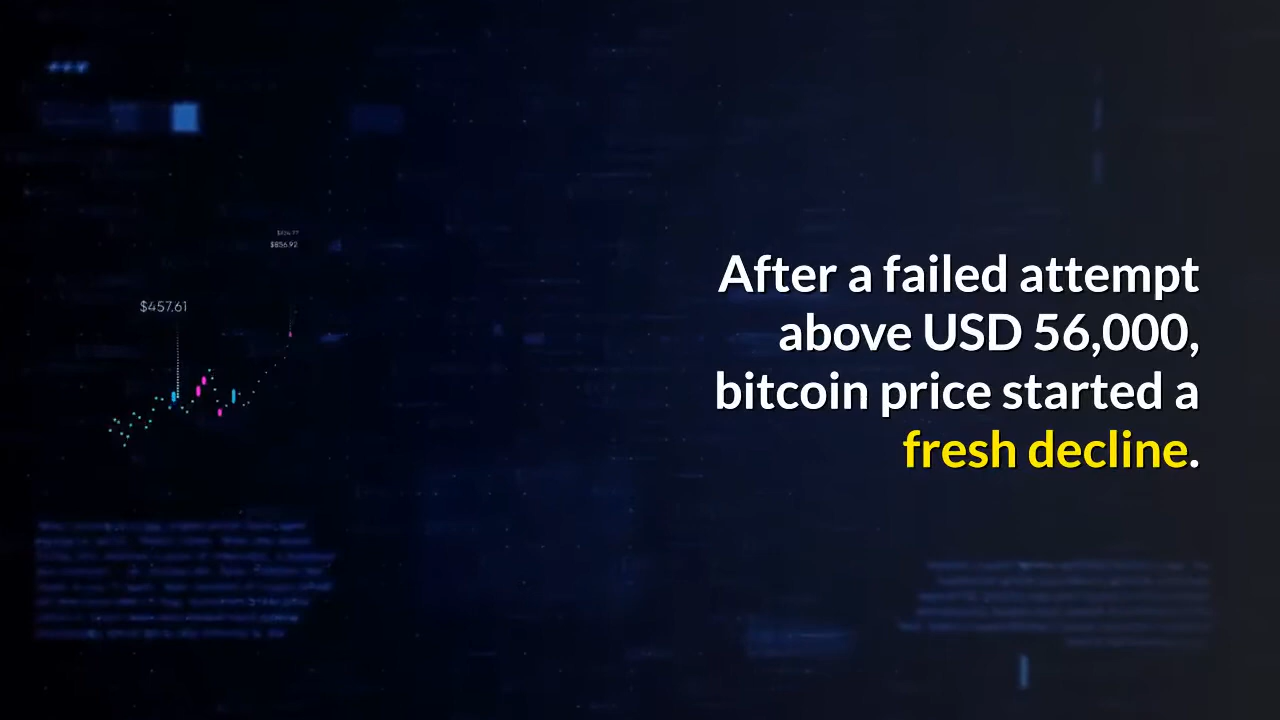 $856.92
$457.61
After a failed attempt
above USD 56,000,
bitcoin price started a
fresh decline.